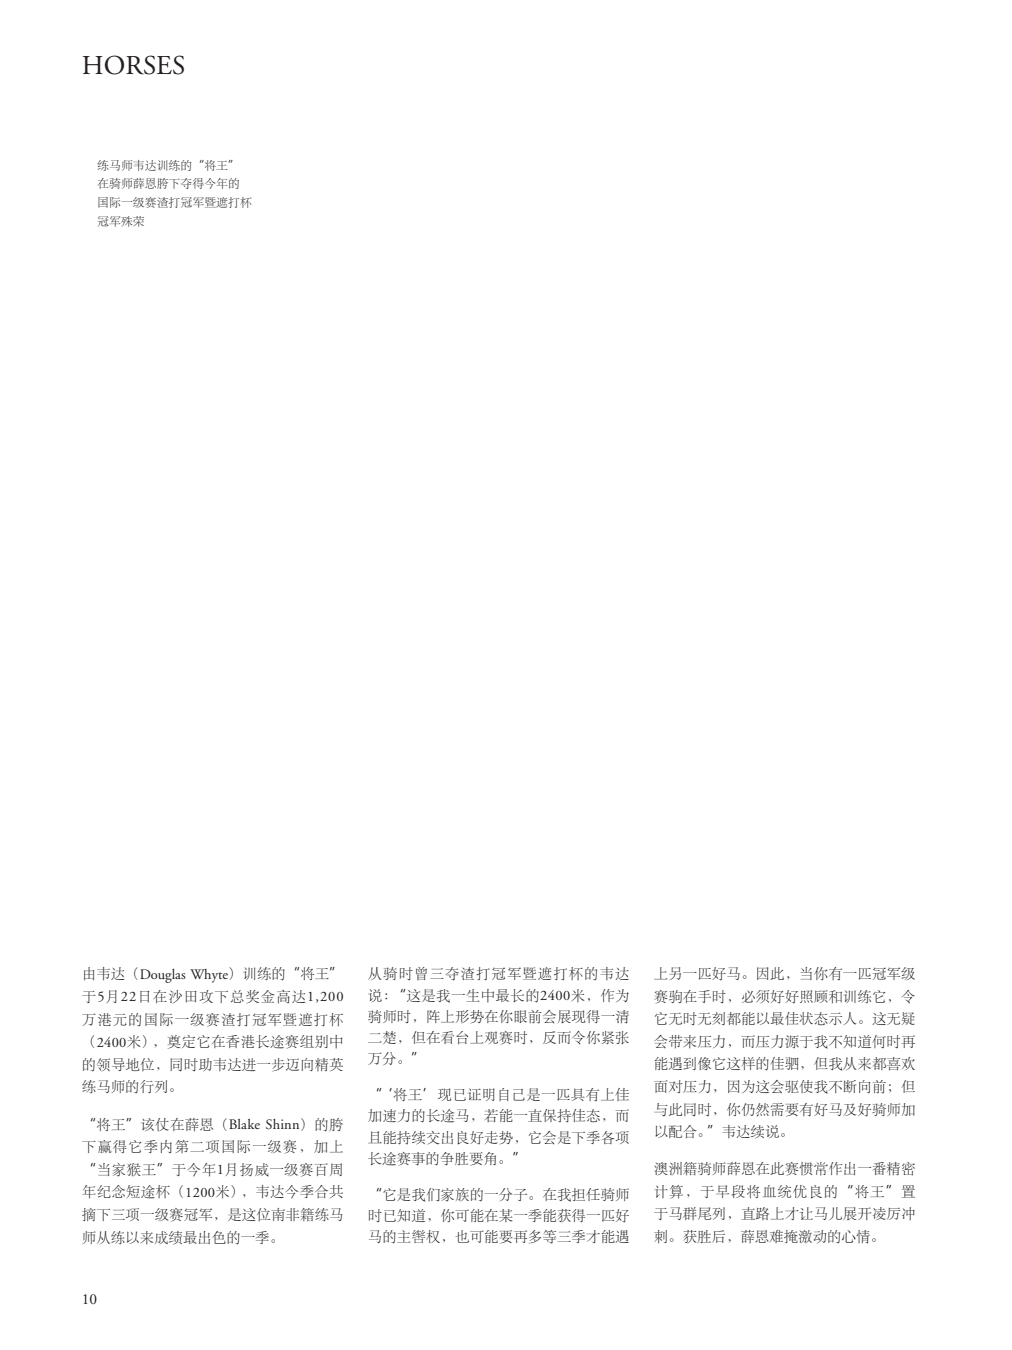 HORSES
练马师韦达训练的“将王”
在骑师薛恩胯下夺得今年的
国际一级赛渣打冠军暨遮打杯
冠军殊荣
由韦达（Douglas Whyte）训练的“将王”
于5月22日在沙田攻下总奖金高达1,200
万港元的国际一级赛渣打冠军暨遮打杯
（2400米），奠定它在香港长途赛组别中
的领导地位，同时助韦达进一步迈向精英
练马师的行列。
“将王”该仗在薛恩（Blake Shinn）的胯
下赢得它季内第二项国际一级赛，加上
“当家猴王”于今年1月扬威一级赛百周
年纪念短途杯（1200米），韦达今季合共
摘下三项一级赛冠军，是这位南非籍练马
师从练以来成绩最出色的一季。
从骑时曾三夺渣打冠军暨遮打杯的韦达
说：“这是我一生中最长的2400米，作为
骑师时，阵上形势在你眼前会展现得一清
二楚，但在看台上观赛时，反而令你紧张
万分。”
“‘将王’现已证明自己是一匹具有上佳
加速力的长途马，若能一直保持佳态，而
且能持续交出良好走势，它会是下季各项
长途赛事的争胜要角。”
“它是我们家族的一分子。在我担任骑师
时已知道，你可能在某一季能获得一匹好
马的主辔权，也可能要再多等三季才能遇
上另一匹好马。因此，当你有一匹冠军级
赛驹在手时，必须好好照顾和训练它，令
它无时无刻都能以最佳状态示人。这无疑
会带来压力，而压力源于我不知道何时再
能遇到像它这样的佳驷，但我从来都喜欢
面对压力，因为这会驱使我不断向前；但
与此同时，你仍然需要有好马及好骑师加
以配合。”韦达续说。
澳洲籍骑师薛恩在此赛惯常作出一番精密
计算，于早段将血统优良的“将王”置
于马群尾列，直路上才让马儿展开凌厉冲
刺。获胜后，薛恩难掩激动的心情。
10